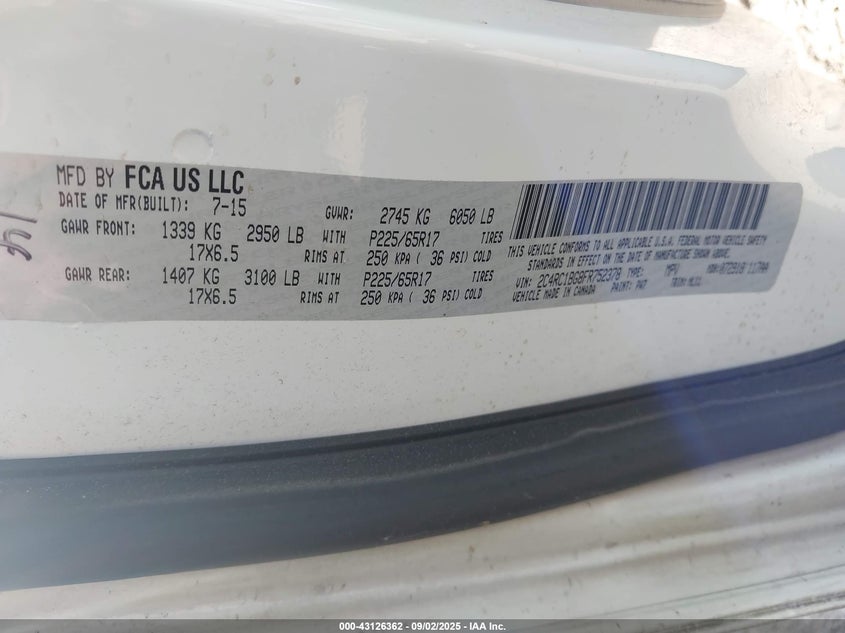 MFD BY FCA US LLC
DATE OF MFR(BUILT): 7-15
GVWR: 2745 KG 6050 LB
GAWR FRONT: 1339 KG 2950 LB WITH P225/65R17 TIRES
17X6.5 RIMS AT 250 KPA ( 36 PSI) COLD
GAWR REAR: 1407 KG 3100 LB WITH P225/65R17 TIRES
17X6.5 RIMS AT 250 KPA ( 36 PSI) COLD
THIS VEHICLE CONFORMS TO ALL APPLICABLE U.S.A. FEDERAL MOTOR VEHICLE SAFETY
STANDARDS IN EFFECT ON THE DATE OF MANUFACTURE SHOWN ABOVE.
VIN: 2C4RC1BG8FR752378 TYPE: MPV
VEHICLE MADE IN CANADA PAINT: PW7
000-43126362 - 09/02/2025 - IAA Inc.